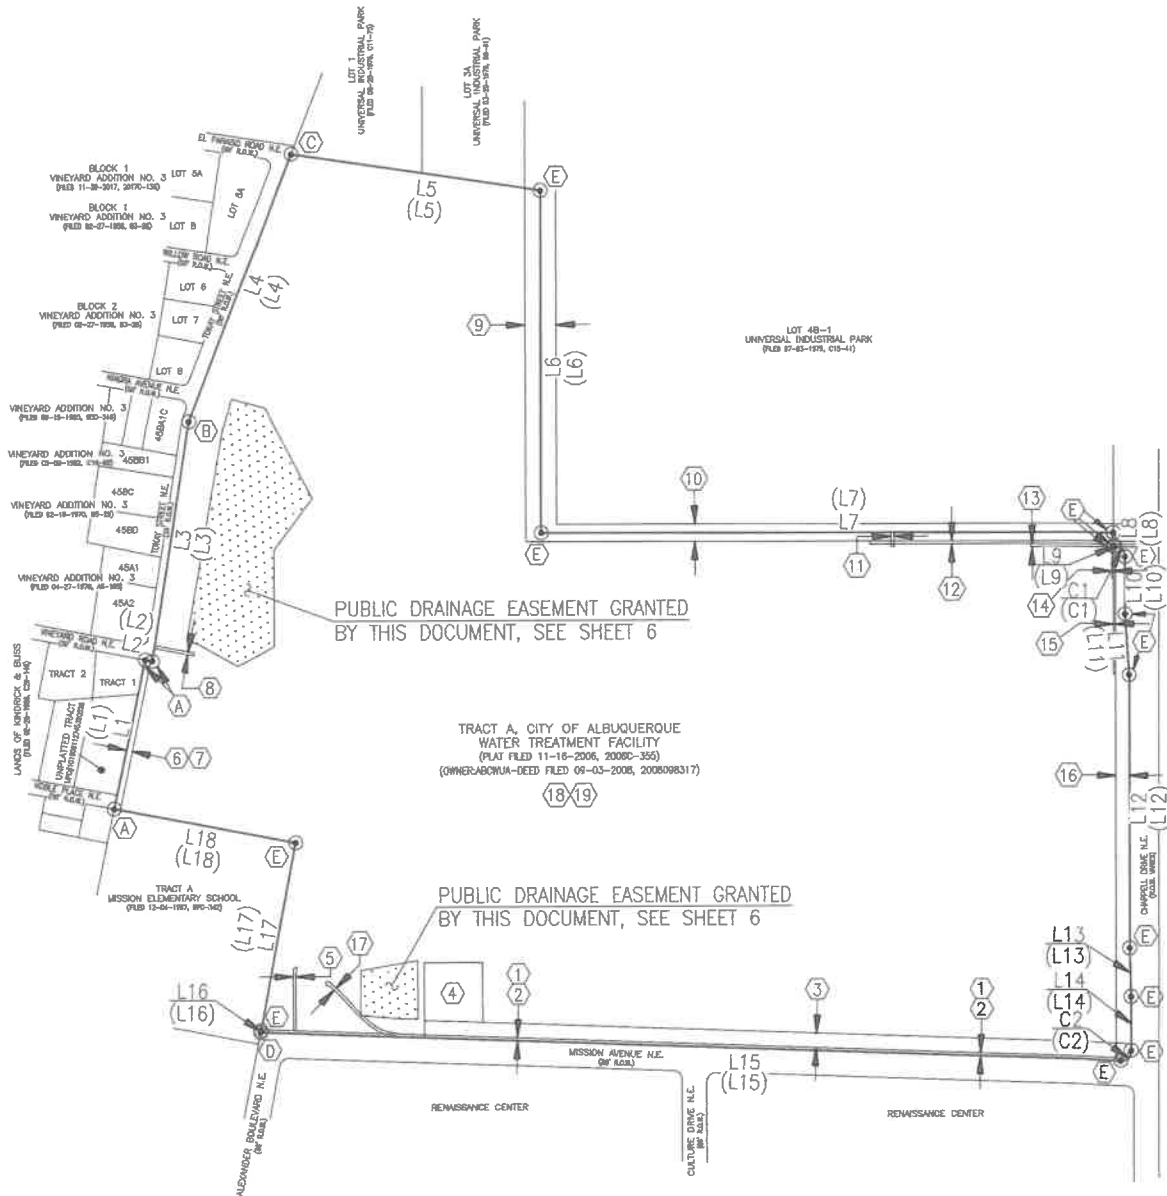 LOT 1
UNIVERSAL INDUSTRIAL PARK
LOT 3A
UNIVERSAL INDUSTRIAL PARK
EL PARAISO ROAD N.E.
C
BLOCK 1
VINEYARD ADDITION NO. 3
LOT 5A
LOT 6A
BLOCK 1
VINEYARD ADDITION NO. 3
LOT B
E
L5
(L5)
WILLOW ROAD N.E.
LOT 6
L4
(L4)
TOKAY STREET N.E.
BLOCK 2
VINEYARD ADDITION NO. 3
LOT 7
LOT 8
9
L6
(L6)
LOT 4B-1
UNIVERSAL INDUSTRIAL PARK
AVENUE N.E.
VINEYARD ADDITION NO. 3
45BA1C
B
VINEYARD ADDITION NO. 3
45BB1
45BC
VINEYARD ADDITION NO. 3
45BD
TOKAY STREET N.E.
L3
(L3)
VINEYARD ADDITION NO. 3
45A1
45A2
10
(L7)
L7
13
E
L8
(L8)
E
11
12
L9
(L9)
E
14
C1
(C1)
L10
(L10)
15
L11
(L11)
E
PUBLIC DRAINAGE EASEMENT GRANTED
BY THIS DOCUMENT, SEE SHEET 6
(L2)
L2
VINEYARD ROAD N.E.
TRACT 2
TRACT 1
8
A
LANDS OF KINDRICK & BLISS
UNPLATTED TRACT
(L1)
L1
6
7
TRACT A, CITY OF ALBUQUERQUE
WATER TREATMENT FACILITY
(PLAT FILED 11-16-2006, 2006C-355)
(OWNER:ABCWUA-DEED FILED 09-03-2008, 2008098317)
18
19
16
L12
(L12)
CHAPPELL DRIVE N.E.
NOBLE PLACE N.E.
A
L18
(L18)
E
TRACT A
MISSION ELEMENTARY SCHOOL
(L17)
L17
PUBLIC DRAINAGE EASEMENT GRANTED
BY THIS DOCUMENT, SEE SHEET 6
5
17
4
1
2
3
1
2
L13
(L13)
E
L14
(L14)
E
C2
(C2)
E
E
L16
(L16)
E
D
MISSION AVENUE N.E.
L15
(L15)
ALEXANDER BOULEVARD N.E.
RENAISSANCE CENTER
CULTURE DRIVE N.E.
RENAISSANCE CENTER